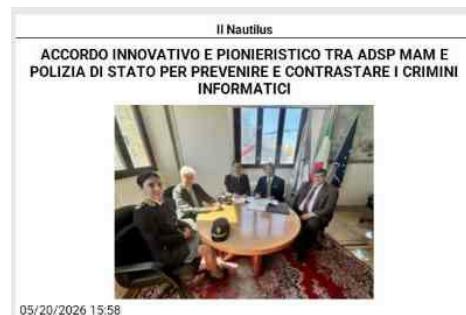 Il Nautilus
ACCORDO INNOVATIVO E PIONIERISTICO TRA ADSP MAM E
POLIZIA DI STATO PER PREVENIRE E CONTRASTARE I CRIMINI
INFORMATICI
05/20/2026 15:58